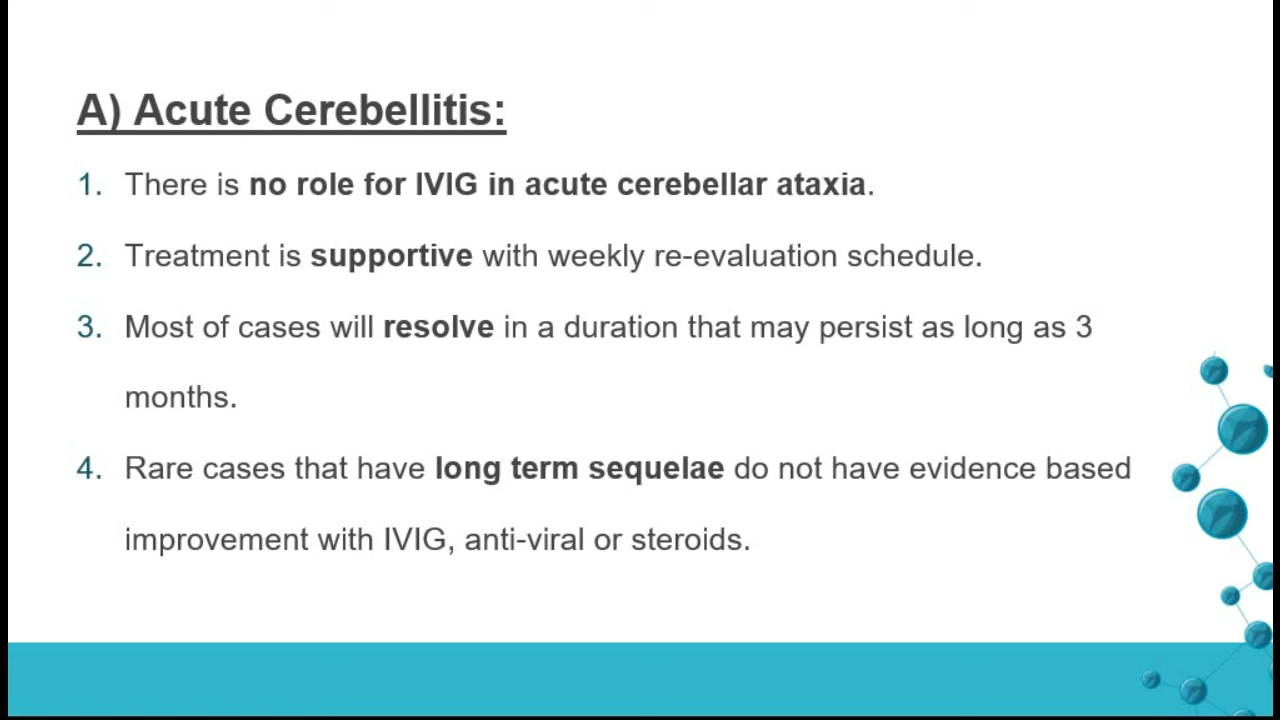 A) Acute Cerebellitis:
1. There is no role for IVIG in acute cerebellar ataxia.
2. Treatment is supportive with weekly re-evaluation schedule.
3. Most of cases will resolve in a duration that may persist as long as 3
months.
4. Rare cases that have long term sequelae do not have evidence based
improvement with IVIG, anti-viral or steroids.